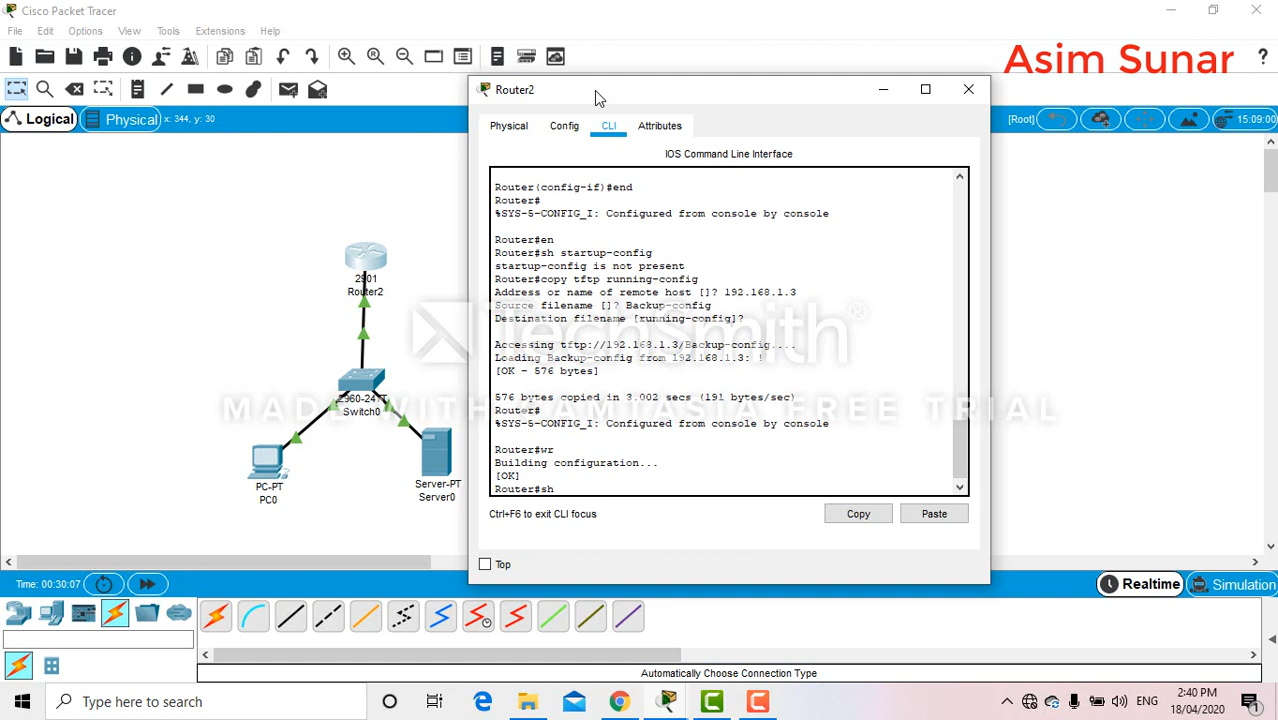 Cisco Packet Tracer
File Edit Options View Tools Extensions Help
Asim Sunar
?
Logical Physical x: 344, y: 30
[Root] 15:09:00
Router2
Physical Config CLI Attributes
IOS Command Line Interface
Router(config-if)#end
Router#
%SYS-5-CONFIG_I: Configured from console by console
Router#en
Router#sh startup-config
startup-config is not present
Router#copy tftp running-config
Address or name of remote host []? 192.168.1.3
Source filename []? Backup-config
Destination filename [running-config]?
Accessing tftp://192.168.1.3/Backup-config....
Loading Backup-config from 192.168.1.3: !
[OK - 576 bytes]
576 bytes copied in 3.002 secs (191 bytes/sec)
Router#
%SYS-5-CONFIG_I: Configured from console by console
Router#wr
Building configuration...
[OK]
Router#sh
Ctrl+F6 to exit CLI focus
Copy Paste
Top
2901
Router2
2960-24TT
Switch0
PC-PT
PC0
Server-PT
Server0
TechSmith®
MADE WITH CAMTASIA FREE TRIAL
Time: 00:30:07
Realtime Simulation
Automatically Choose Connection Type
Type here to search
ENG
2:40 PM
18/04/2020
1